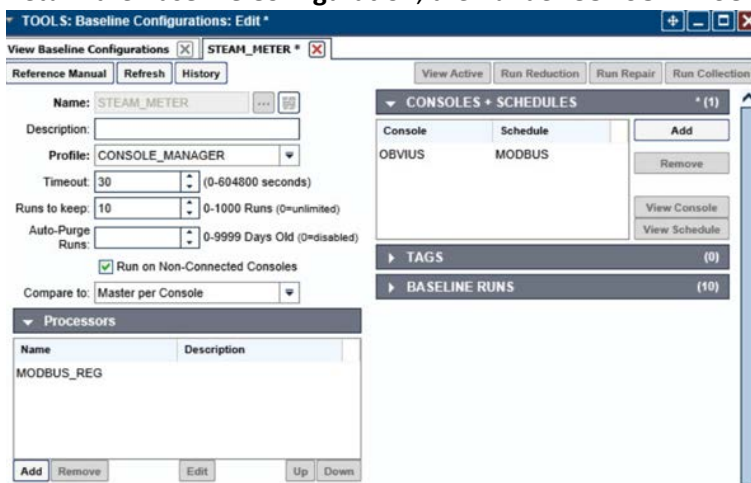 TOOLS: Baseline Configurations: Edit *
View Baseline Configurations STEAM_METER *
Reference Manual Refresh History View Active Run Reduction Run Repair Run Collection
Name: STEAM_METER ...
Description:
Profile: CONSOLE_MANAGER
Timeout: 30 (0-604800 seconds)
Runs to keep: 10 0-1000 Runs (0=unlimited)
Auto-Purge
Runs: 0-9999 Days Old (0=disabled)
Run on Non-Connected Consoles
Compare to: Master per Console
Processors
Name Description
MODBUS_REG
Add Remove Edit Up Down
CONSOLES + SCHEDULES * (1)
Console Schedule Add
OBVIUS MODBUS
Remove
View Console
View Schedule
TAGS (0)
BASELINE RUNS (10)